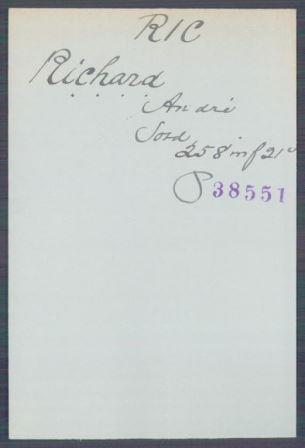 RIC
Richard
André
Sold
258 inf 21e
P 38551